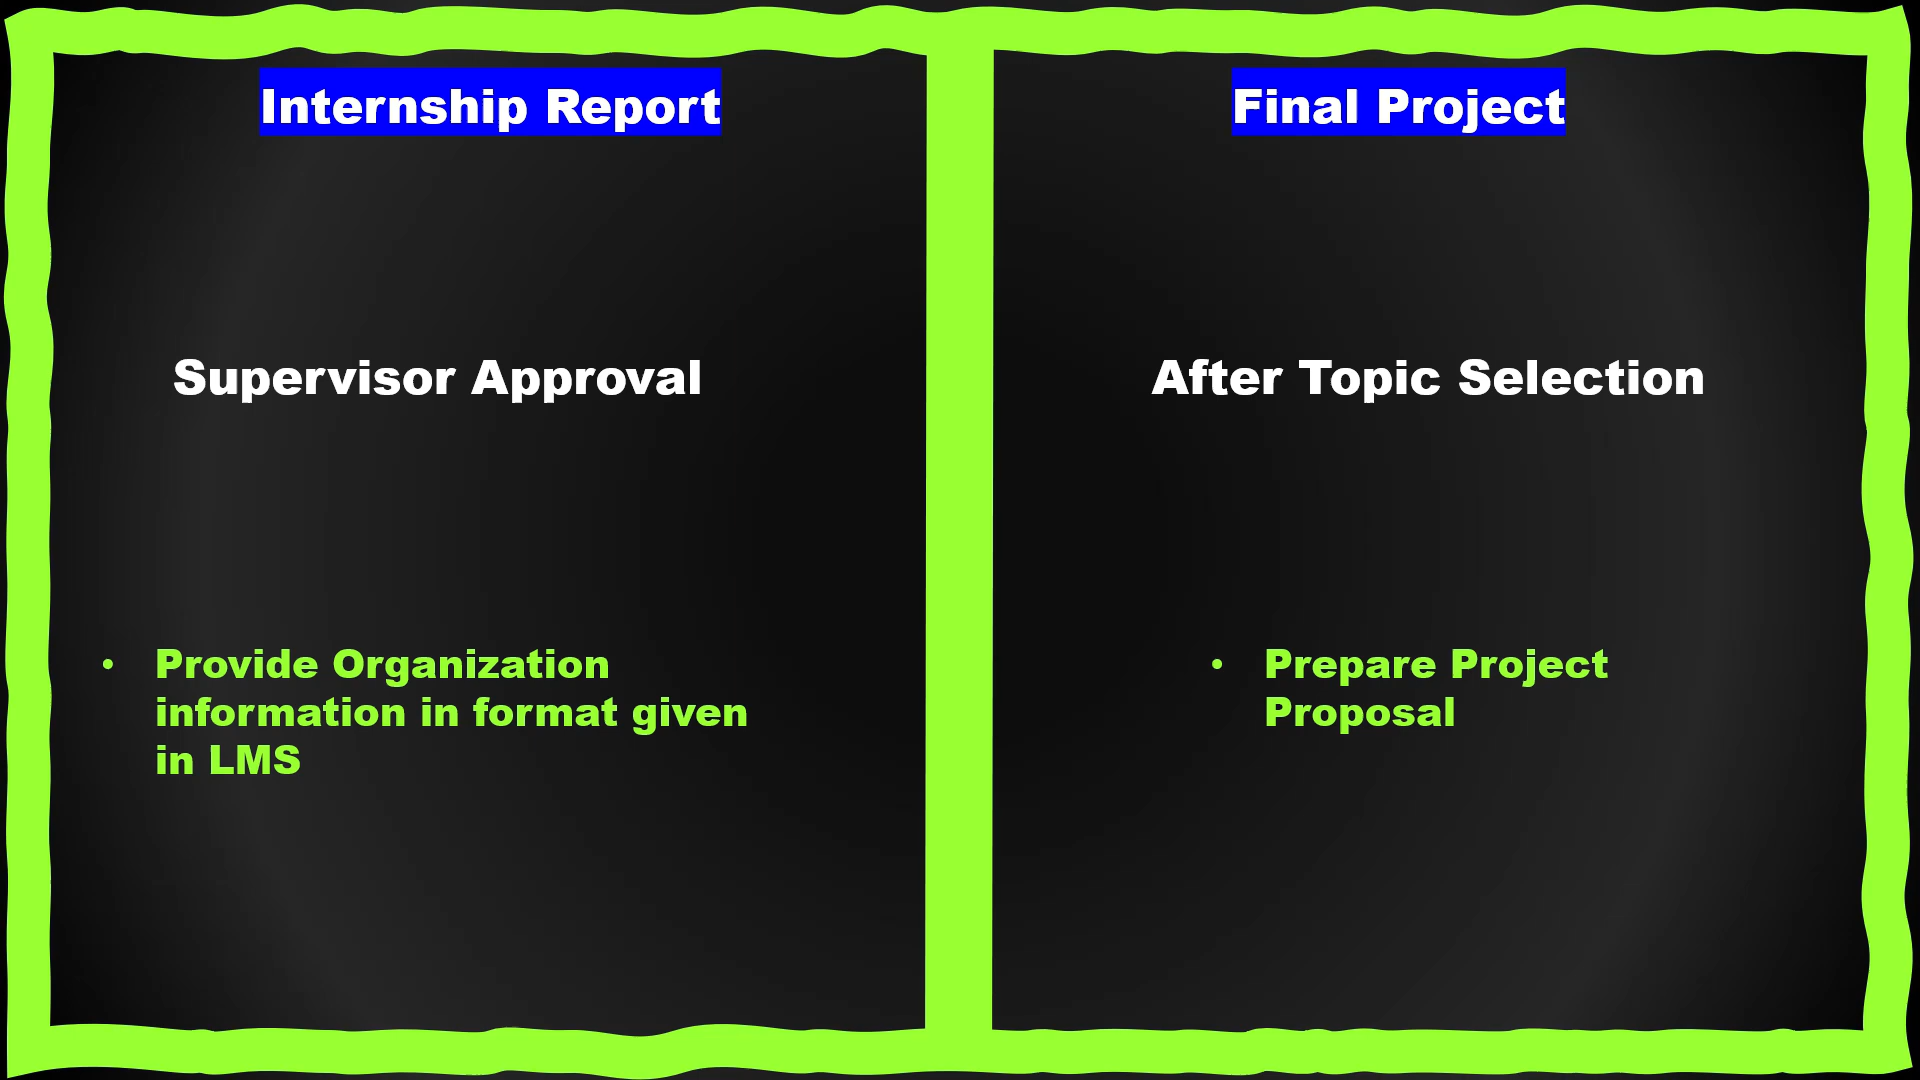 Internship Report
Supervisor Approval
• Provide Organization
information in format given
in LMS
Final Project
After Topic Selection
• Prepare Project
Proposal